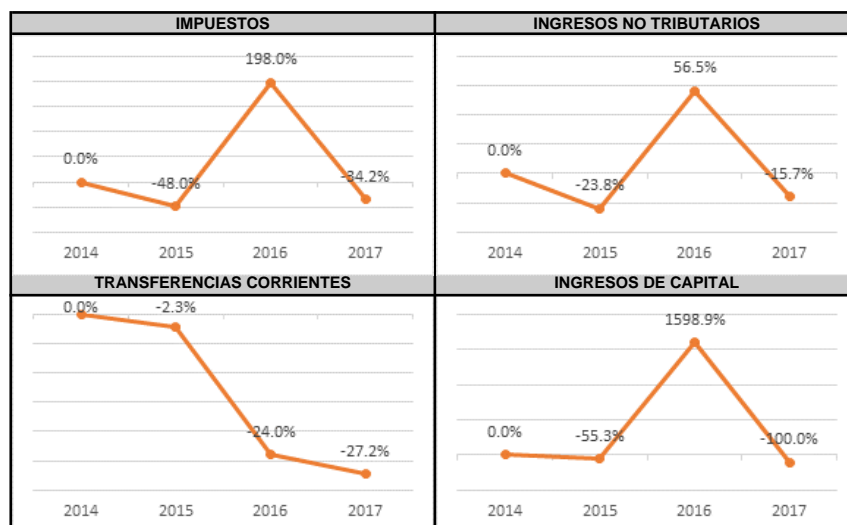 IMPUESTOS
198.0%
0.0%
-48.0%
-34.2%
2014 2015 2016 2017
INGRESOS NO TRIBUTARIOS
56.5%
0.0%
-23.8%
-15.7%
2014 2015 2016 2017
TRANSFERENCIAS CORRIENTES
0.0%
-2.3%
-24.0%
-27.2%
2014 2015 2016 2017
INGRESOS DE CAPITAL
1598.9%
0.0%
-55.3%
-100.0%
2014 2015 2016 2017